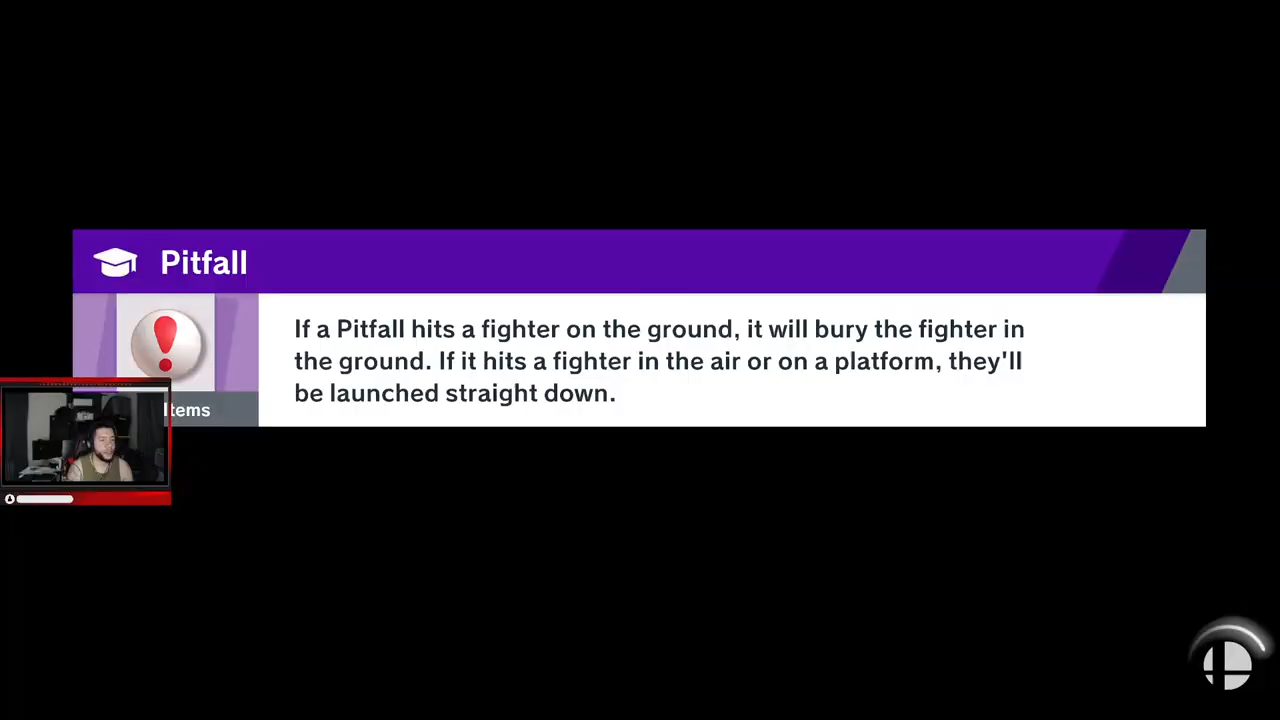 Pitfall
If a Pitfall hits a fighter on the ground, it will bury the fighter in
the ground. If it hits a fighter in the air or on a platform, they'll
be launched straight down.
Items